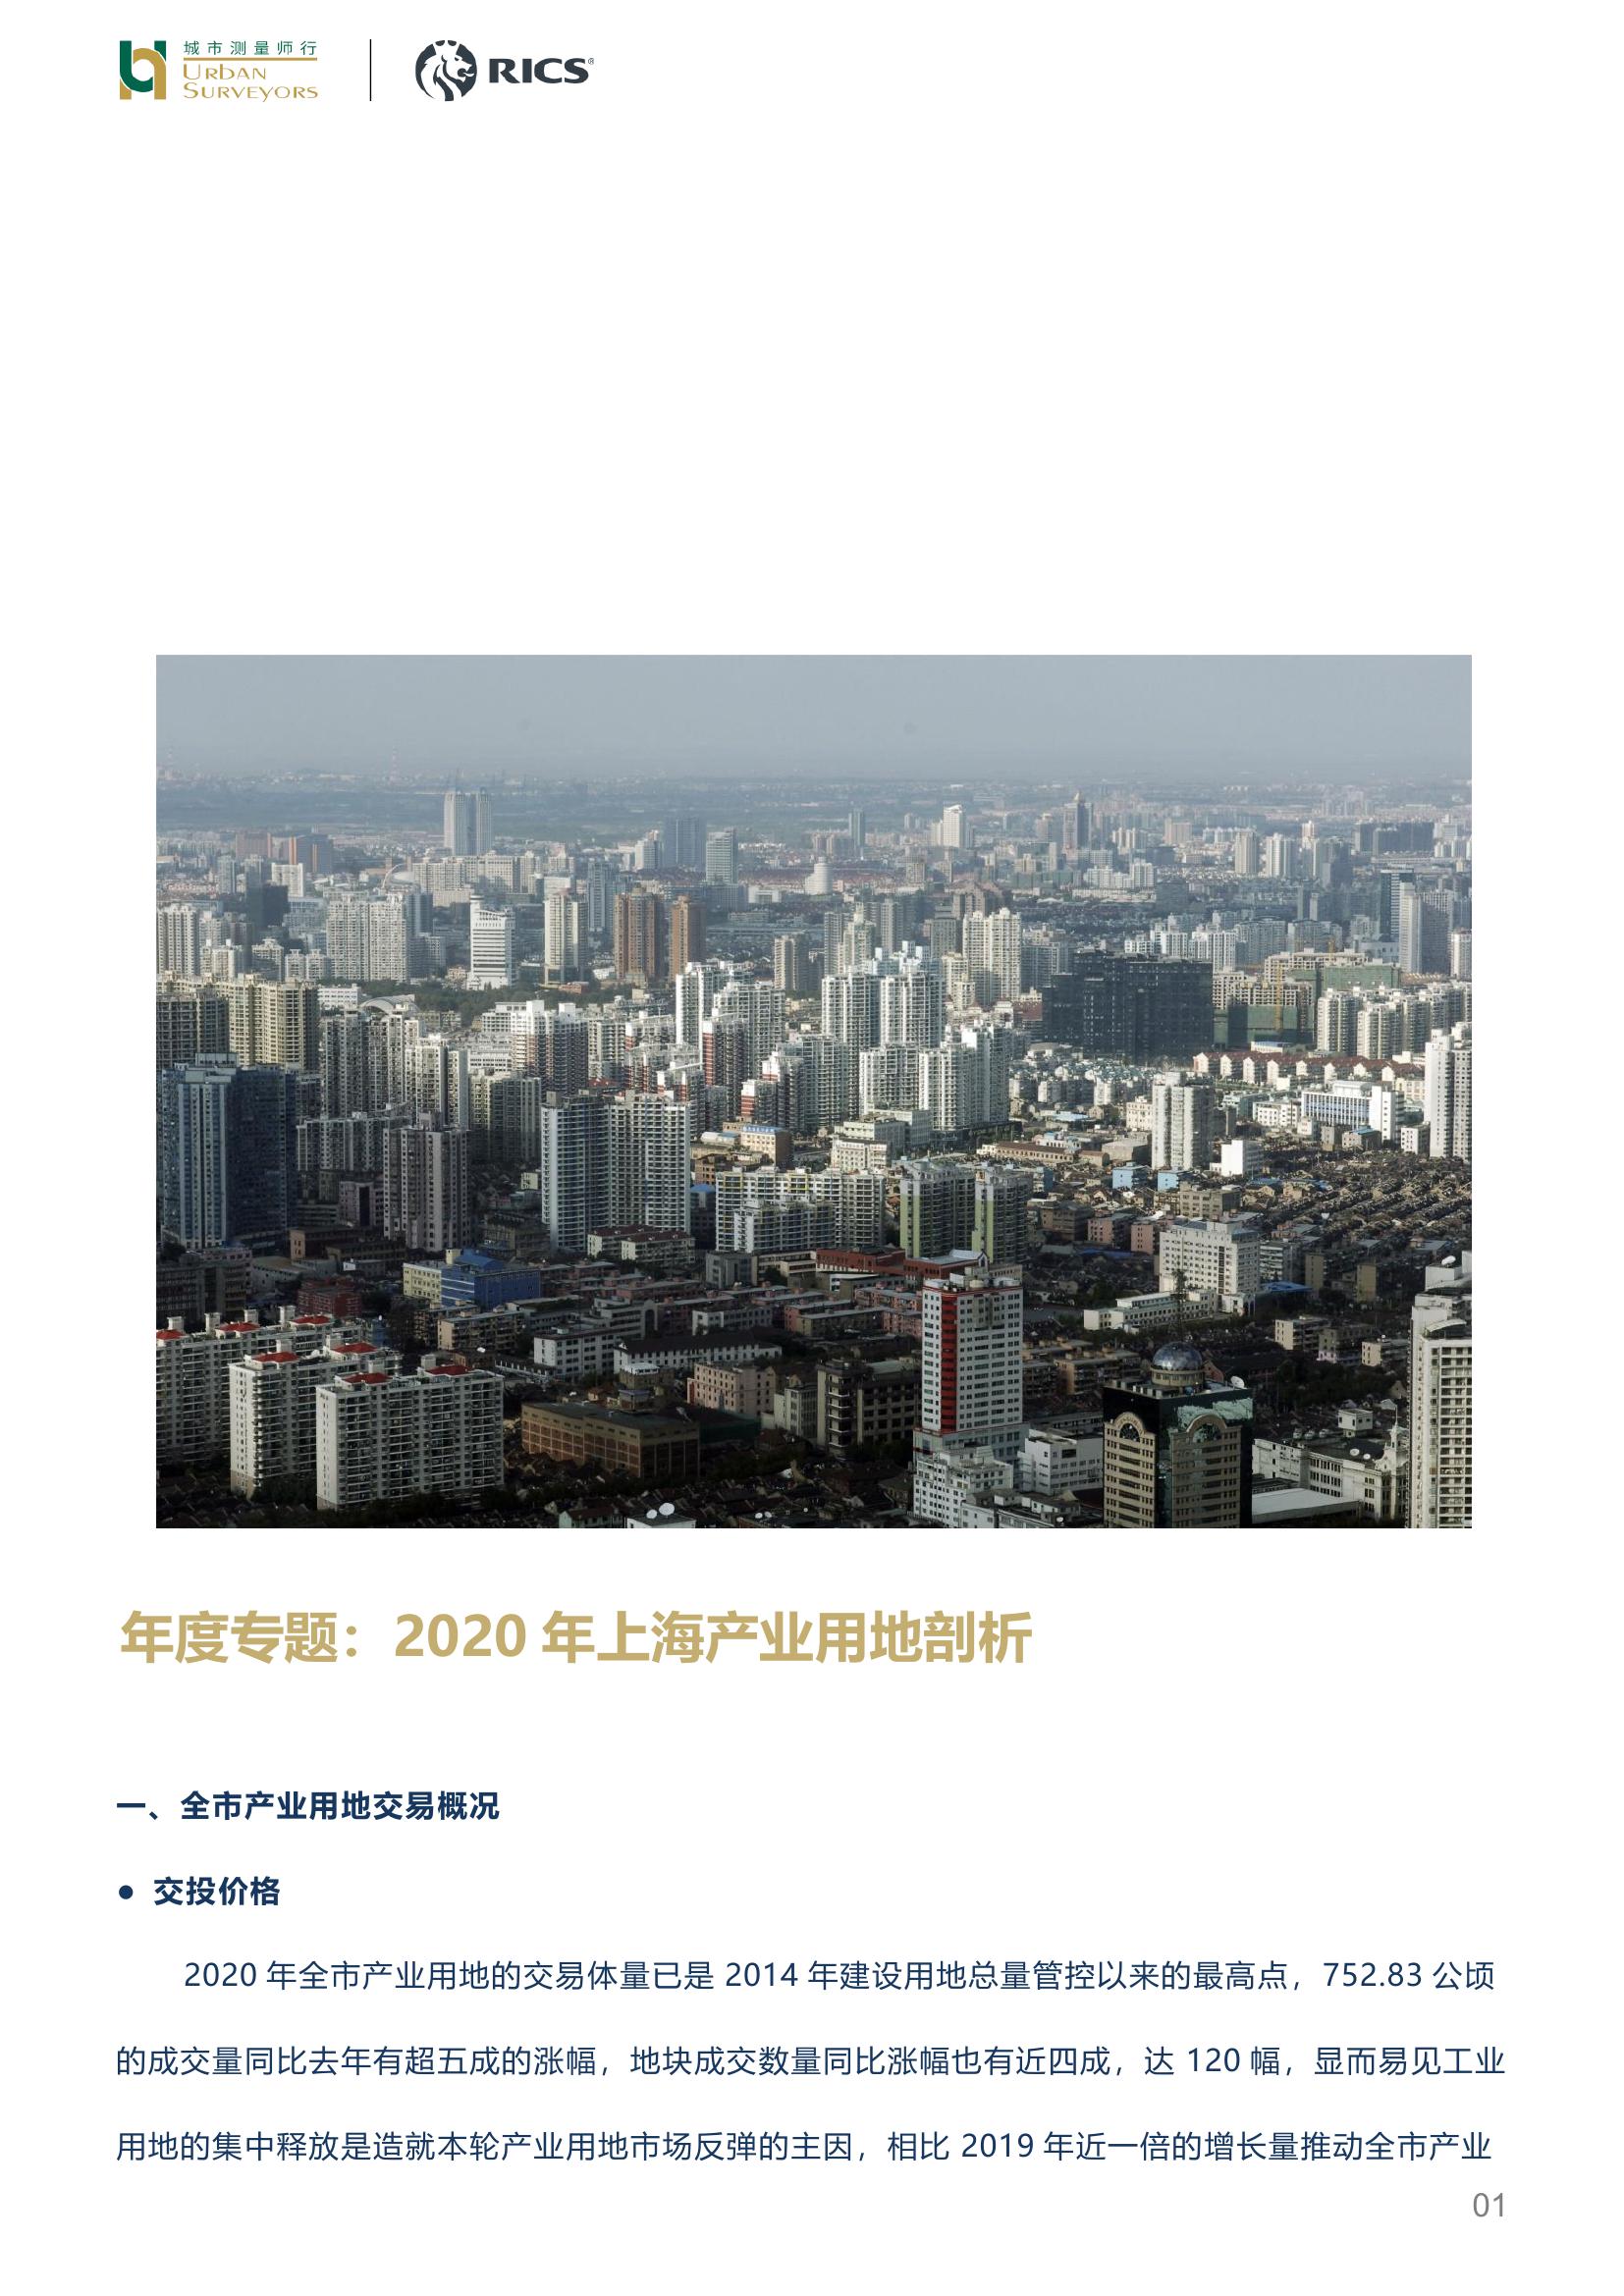 城市测量师行
URBAN
SURVEYORS
RICS®
年度专题：2020 年上海产业用地剖析
一、全市产业用地交易概况
● 交投价格
2020 年全市产业用地的交易体量已是 2014 年建设用地总量管控以来的最高点，752.83 公顷
的成交量同比去年有超五成的涨幅，地块成交数量同比涨幅也有近四成，达 120 幅，显而易见工业
用地的集中释放是造就本轮产业用地市场反弹的主因，相比 2019 年近一倍的增长量推动全市产业
01